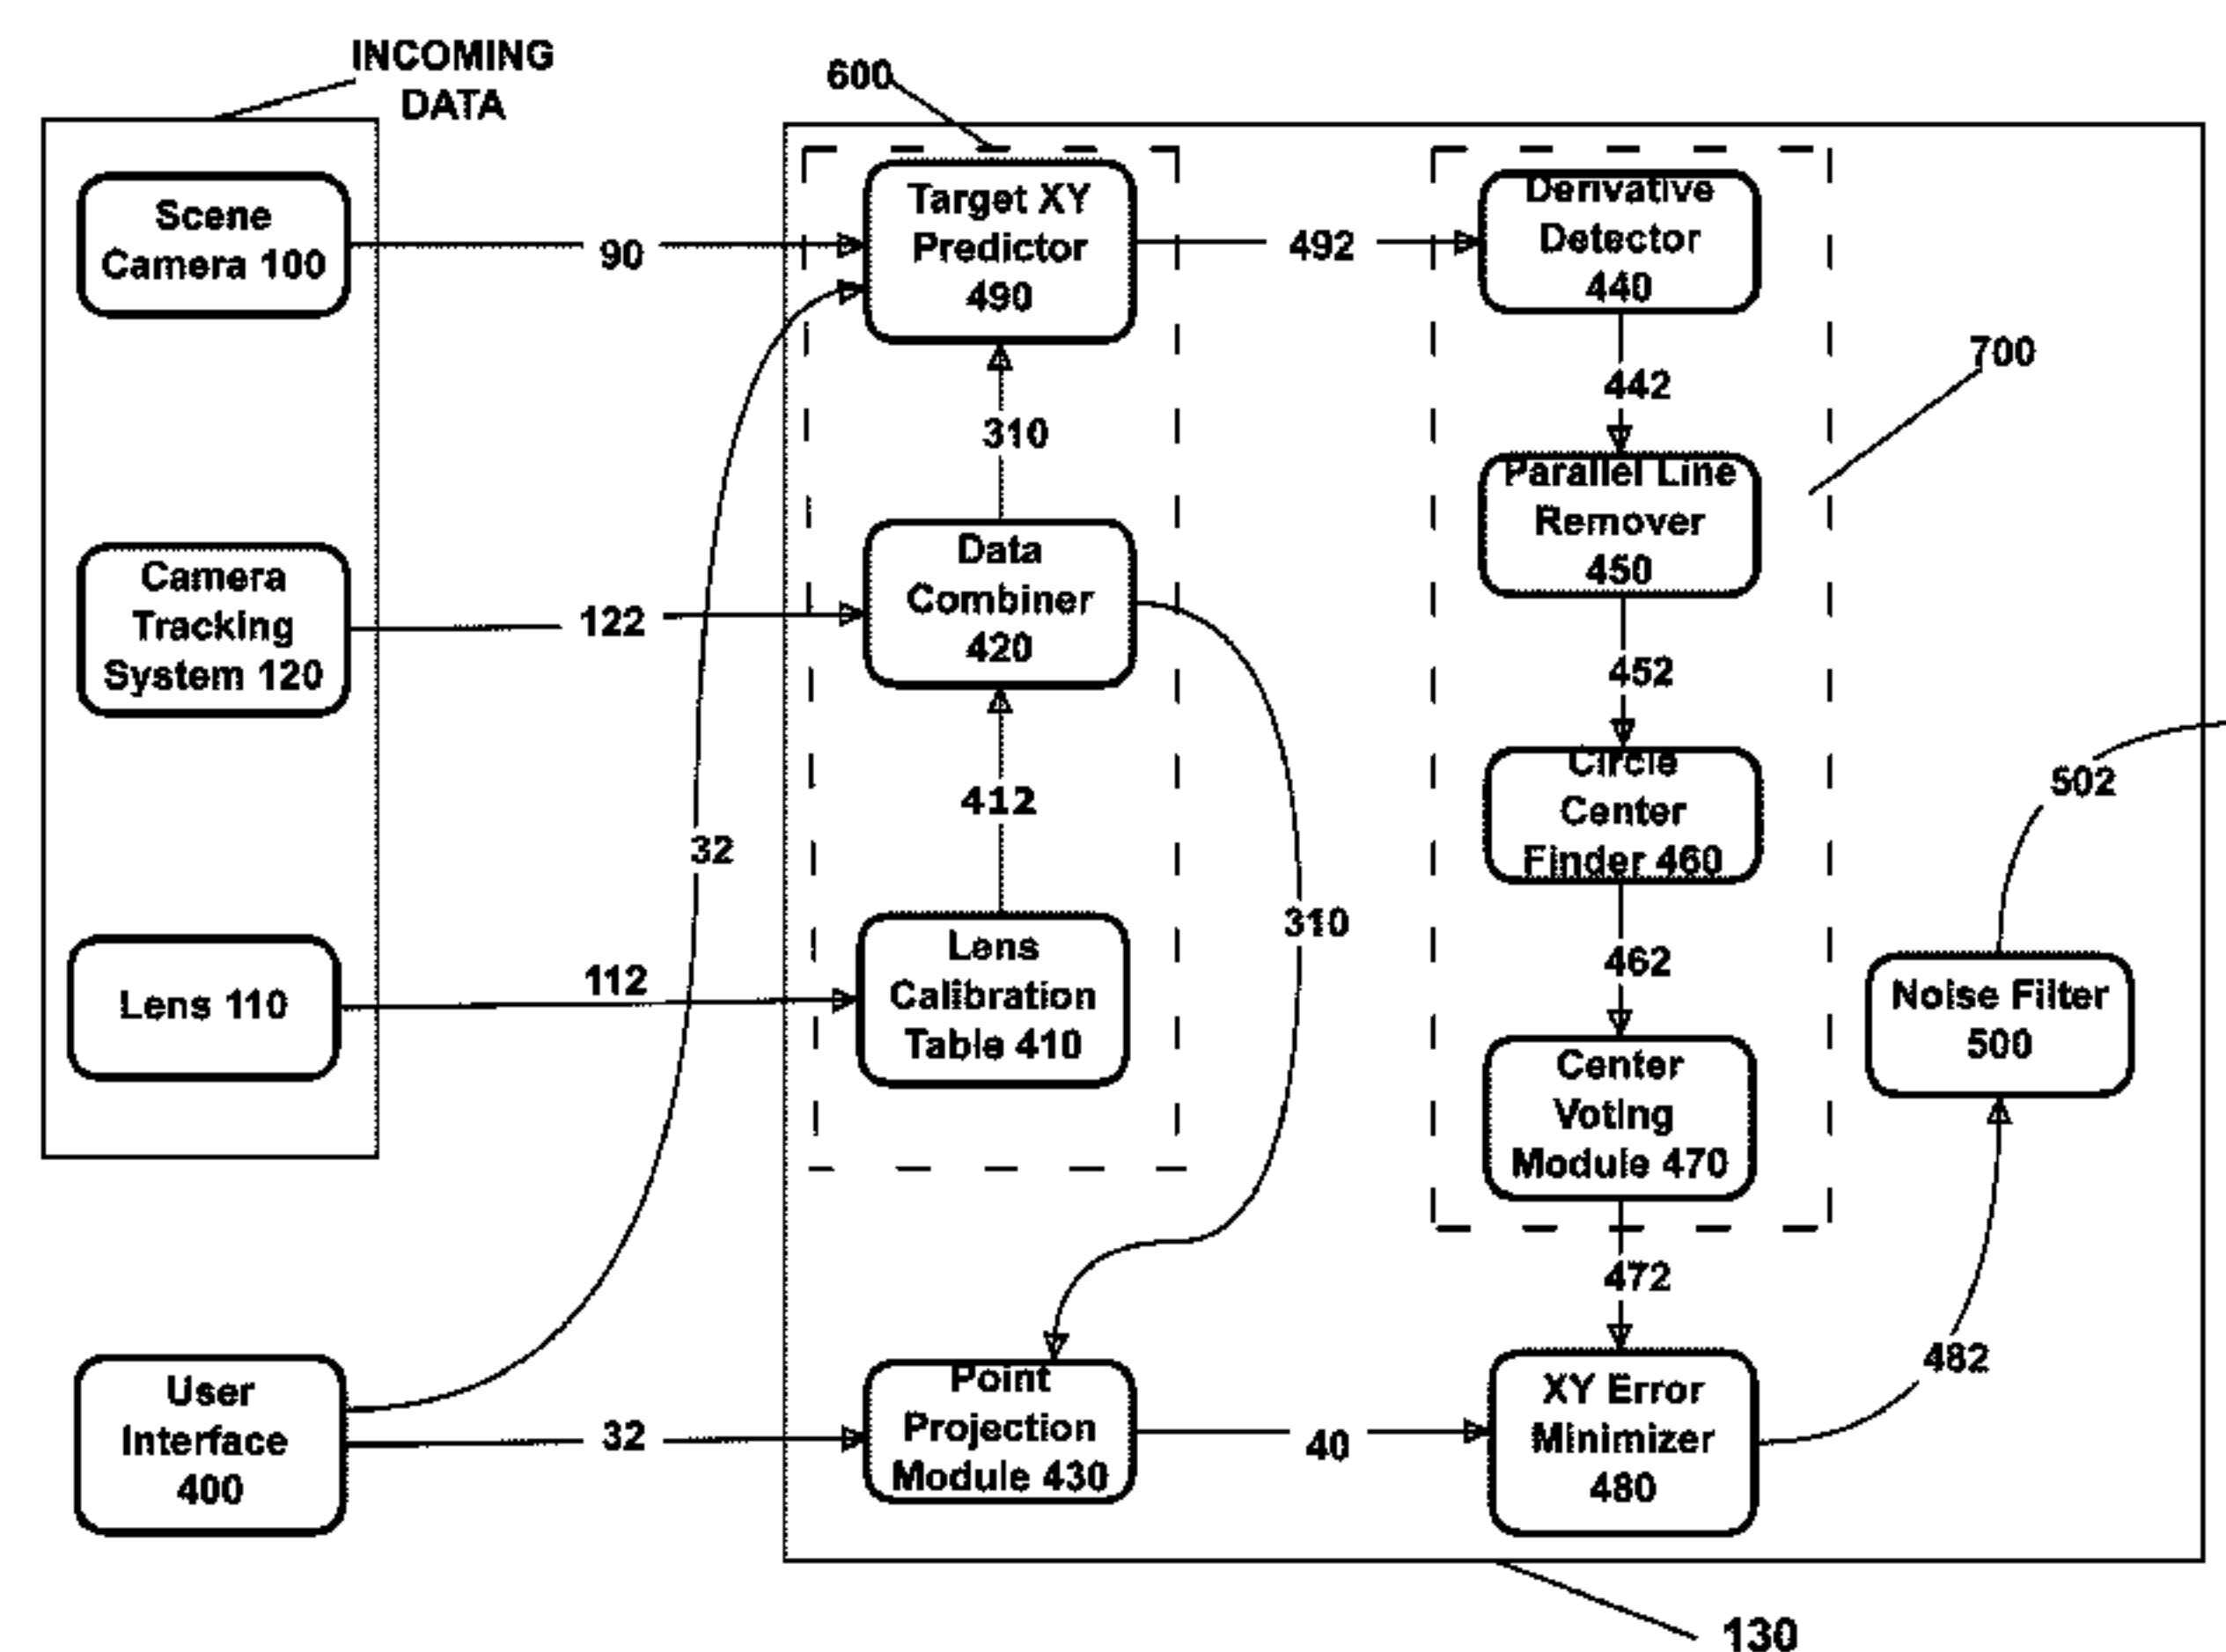 INCOMING
DATA
600
Scene
Camera 100
90
Target XY
Predictor
490
492
Derivative
Detector
440
442
700
310
Parallel Line
Remover
450
Camera
Tracking
System 120
122
Data
Combiner
420
452
Circle
Center
Finder 460
502
412
32
310
462
Lens 110
112
Lens
Calibration
Table 410
Noise Filter
500
Center
Voting
Module 470
472
482
User
Interface
400
32
Point
Projection
Module 430
40
XY Error
Minimizer
480
130